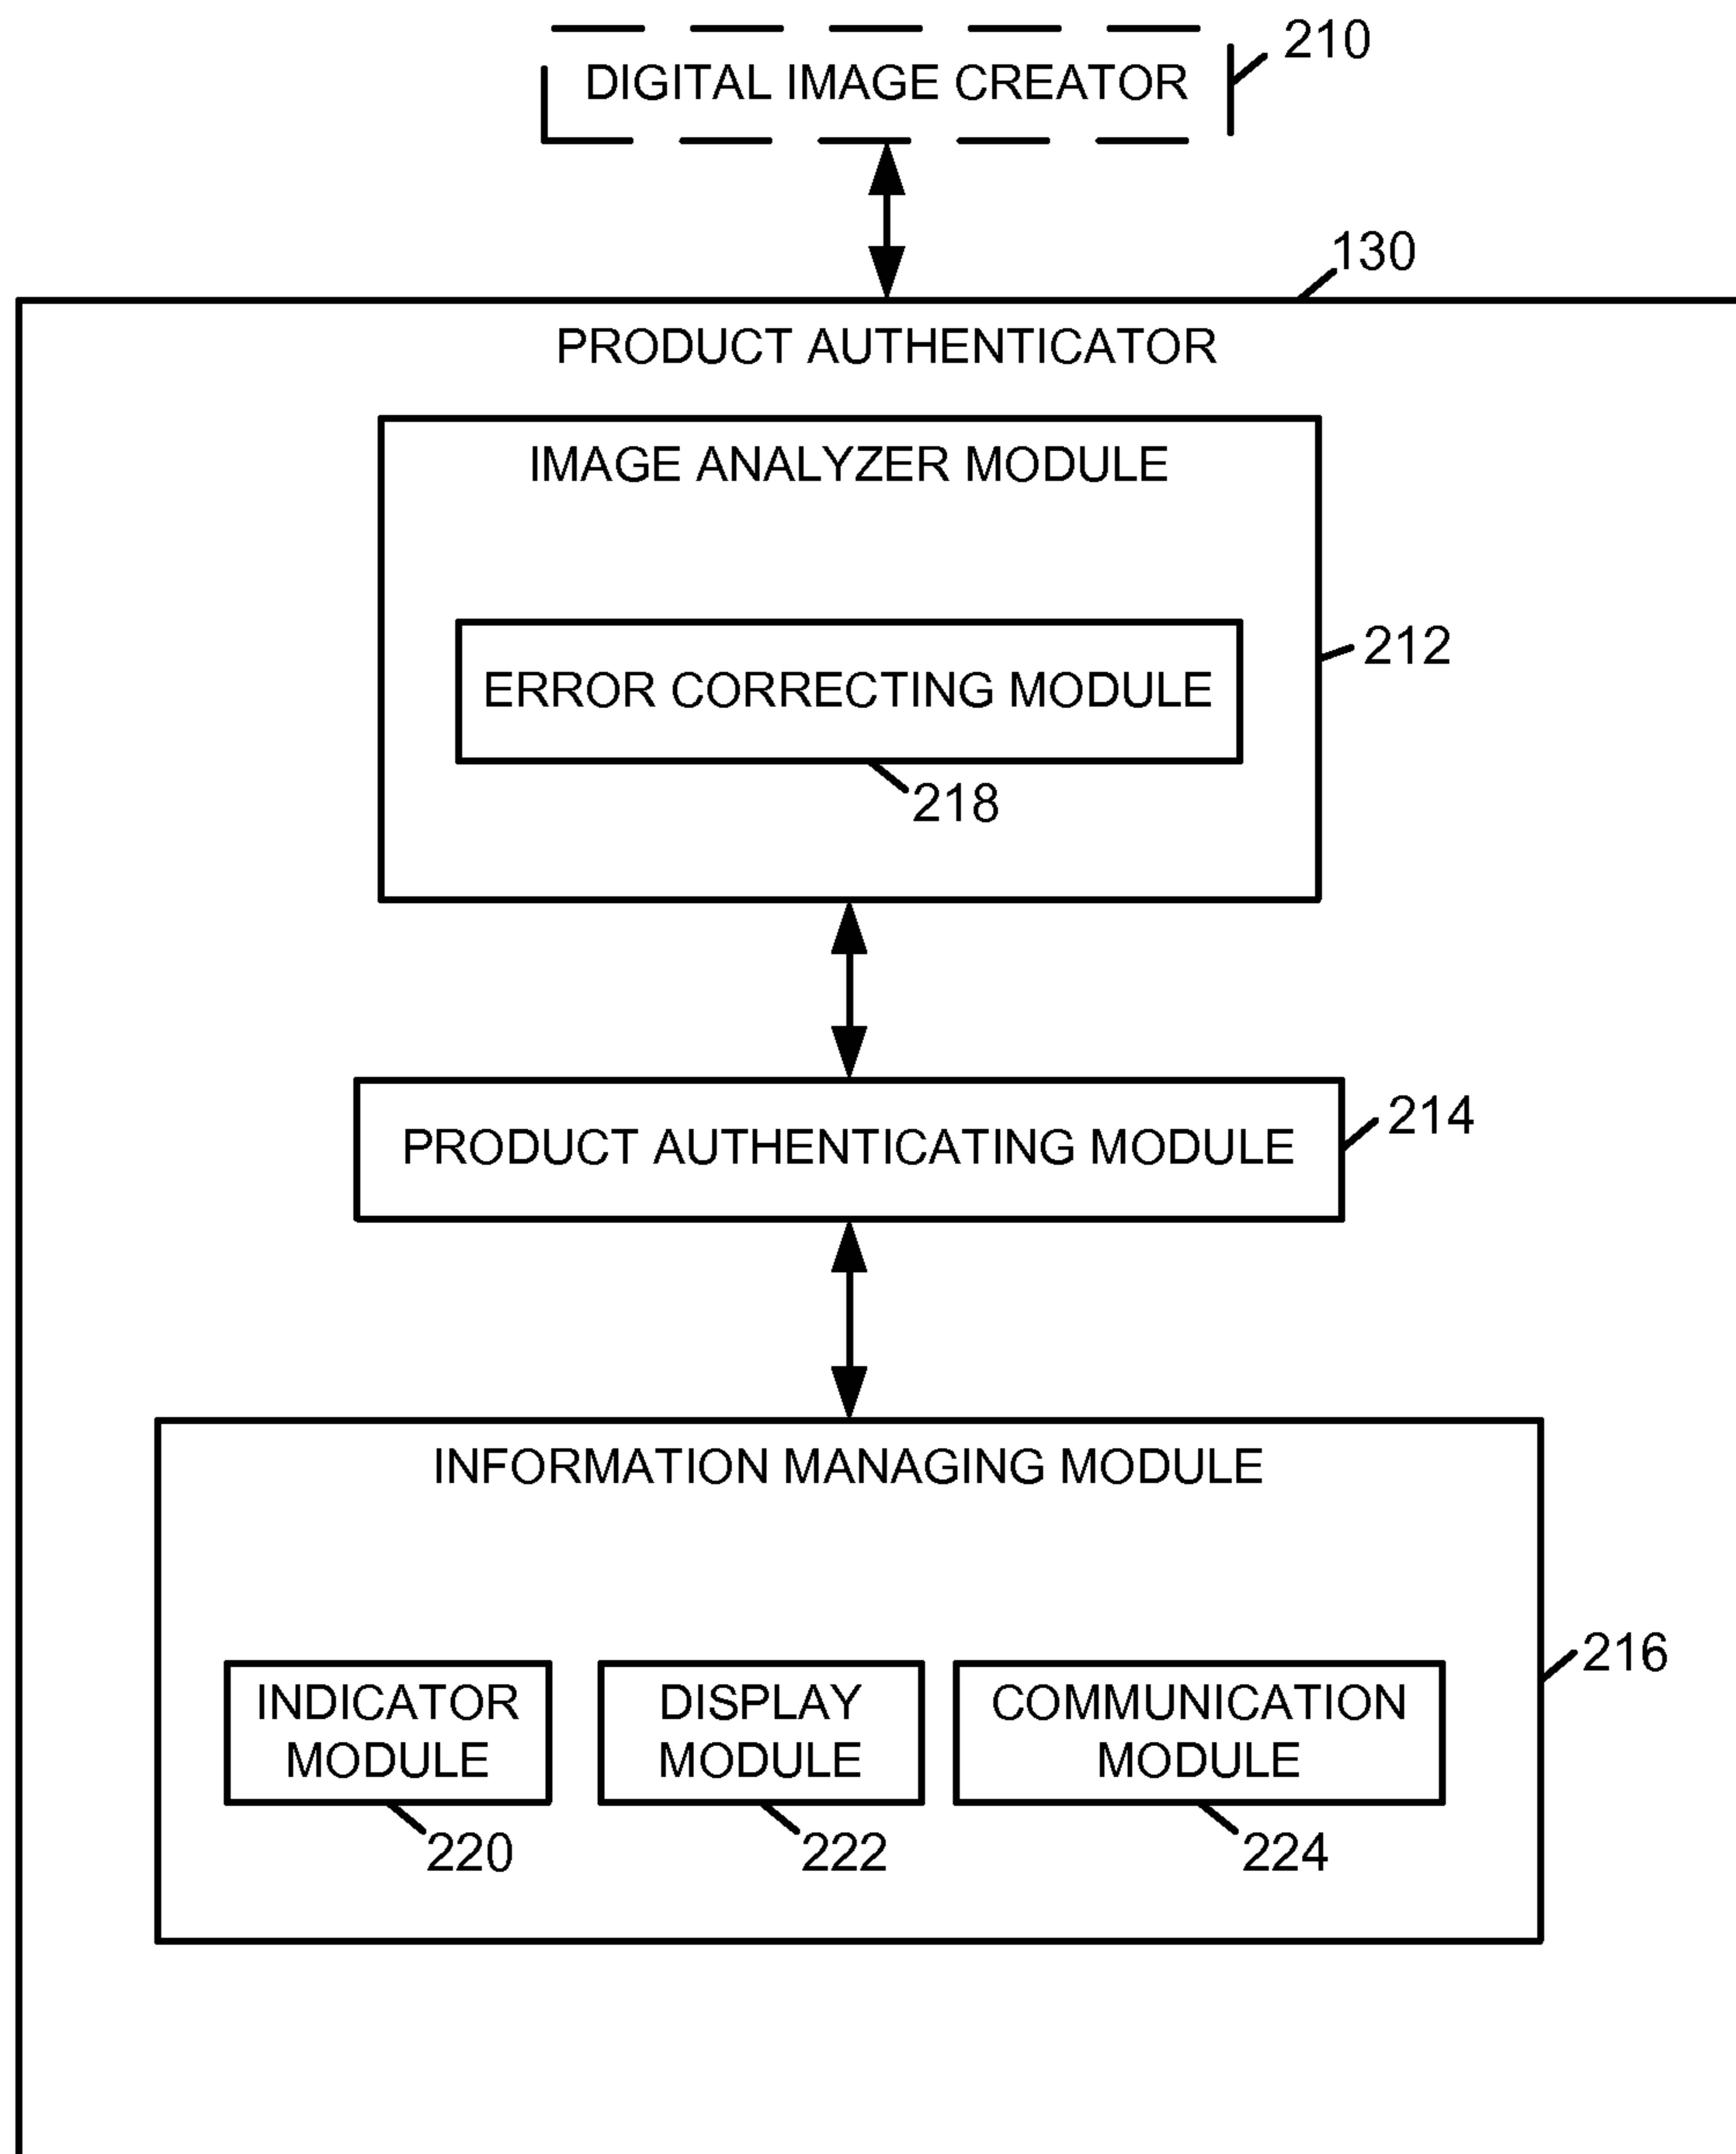 210
DIGITAL IMAGE CREATOR
130
PRODUCT AUTHENTICATOR
IMAGE ANALYZER MODULE
212
ERROR CORRECTING MODULE
218
214
PRODUCT AUTHENTICATING MODULE
INFORMATION MANAGING MODULE
216
INDICATOR
MODULE
220
DISPLAY
MODULE
222
COMMUNICATION
MODULE
224